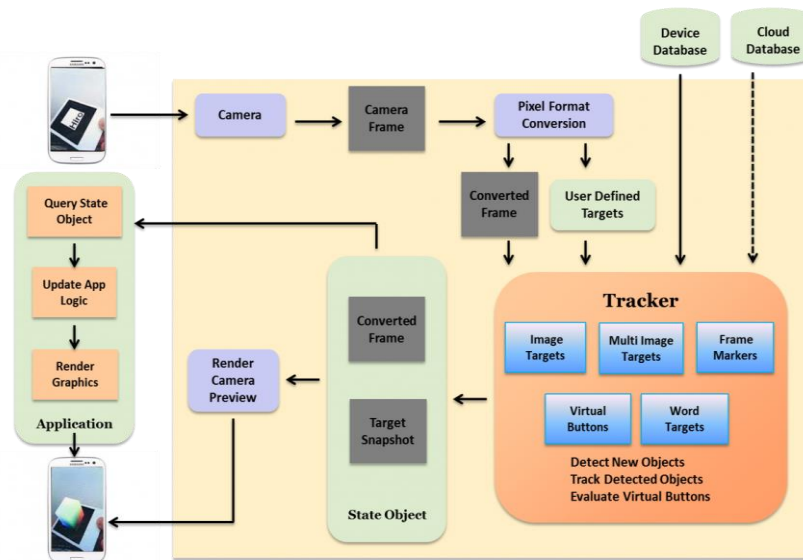 Device
Database
Cloud
Database
Hiro
Camera
Camera
Frame
Pixel Format
Conversion
Query State
Object
Update App
Logic
Render
Graphics
Application
Converted
Frame
User Defined
Targets
Converted
Frame
Target
Snapshot
State Object
Render
Camera
Preview
Tracker
Image
Targets
Multi Image
Targets
Frame
Markers
Virtual
Buttons
Word
Targets
Detect New Objects
Track Detected Objects
Evaluate Virtual Buttons